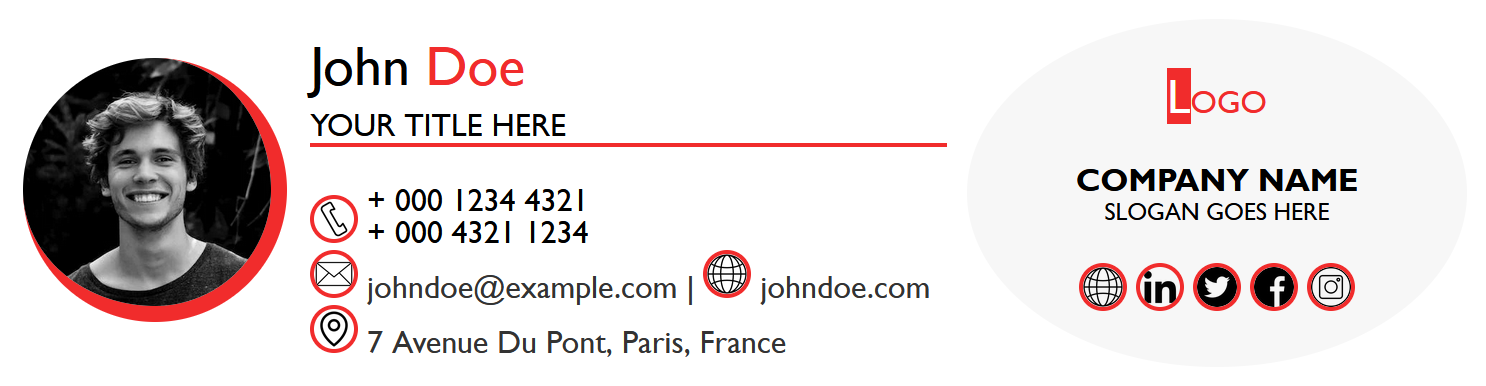 John Doe
YOUR TITLE HERE
+ 000 1234 4321
+ 000 4321 1234
johndoe@example.com | johndoe.com
7 Avenue Du Pont, Paris, France
LOGO
COMPANY NAME
SLOGAN GOES HERE
in
f